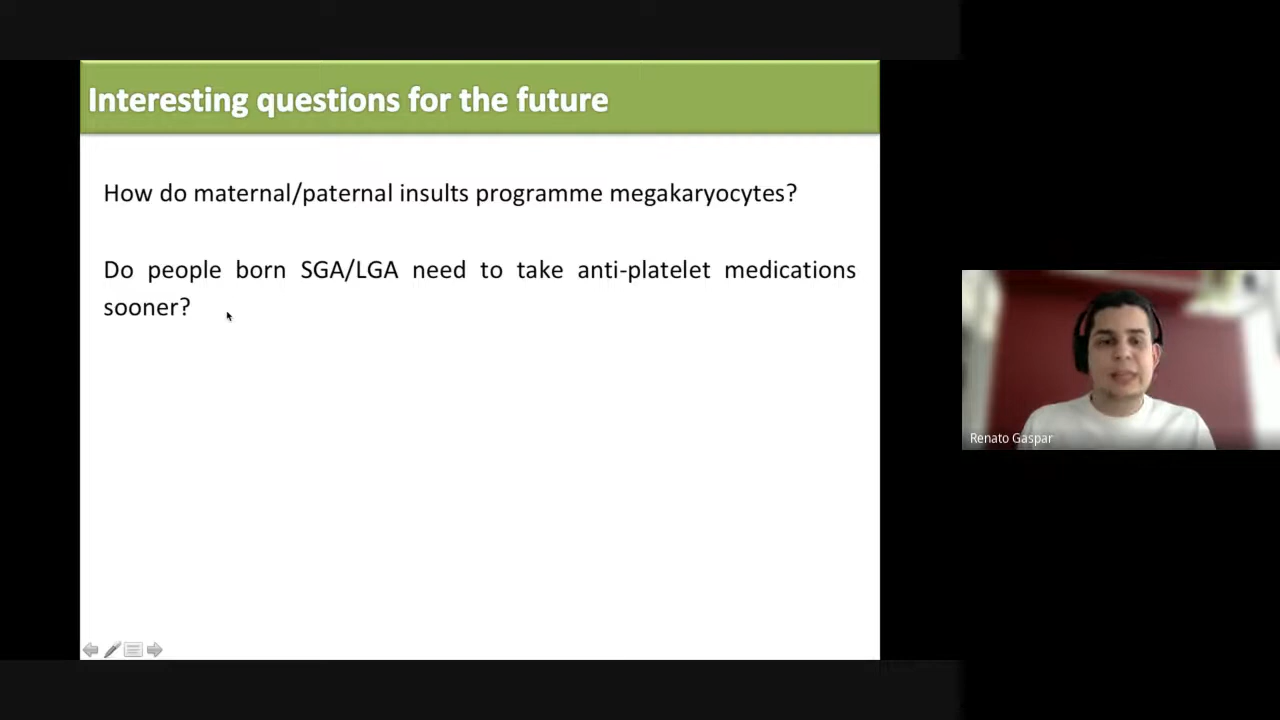 Interesting questions for the future
How do maternal/paternal insults programme megakaryocytes?
Do people born SGA/LGA need to take anti-platelet medications
sooner?
Renato Gaspar